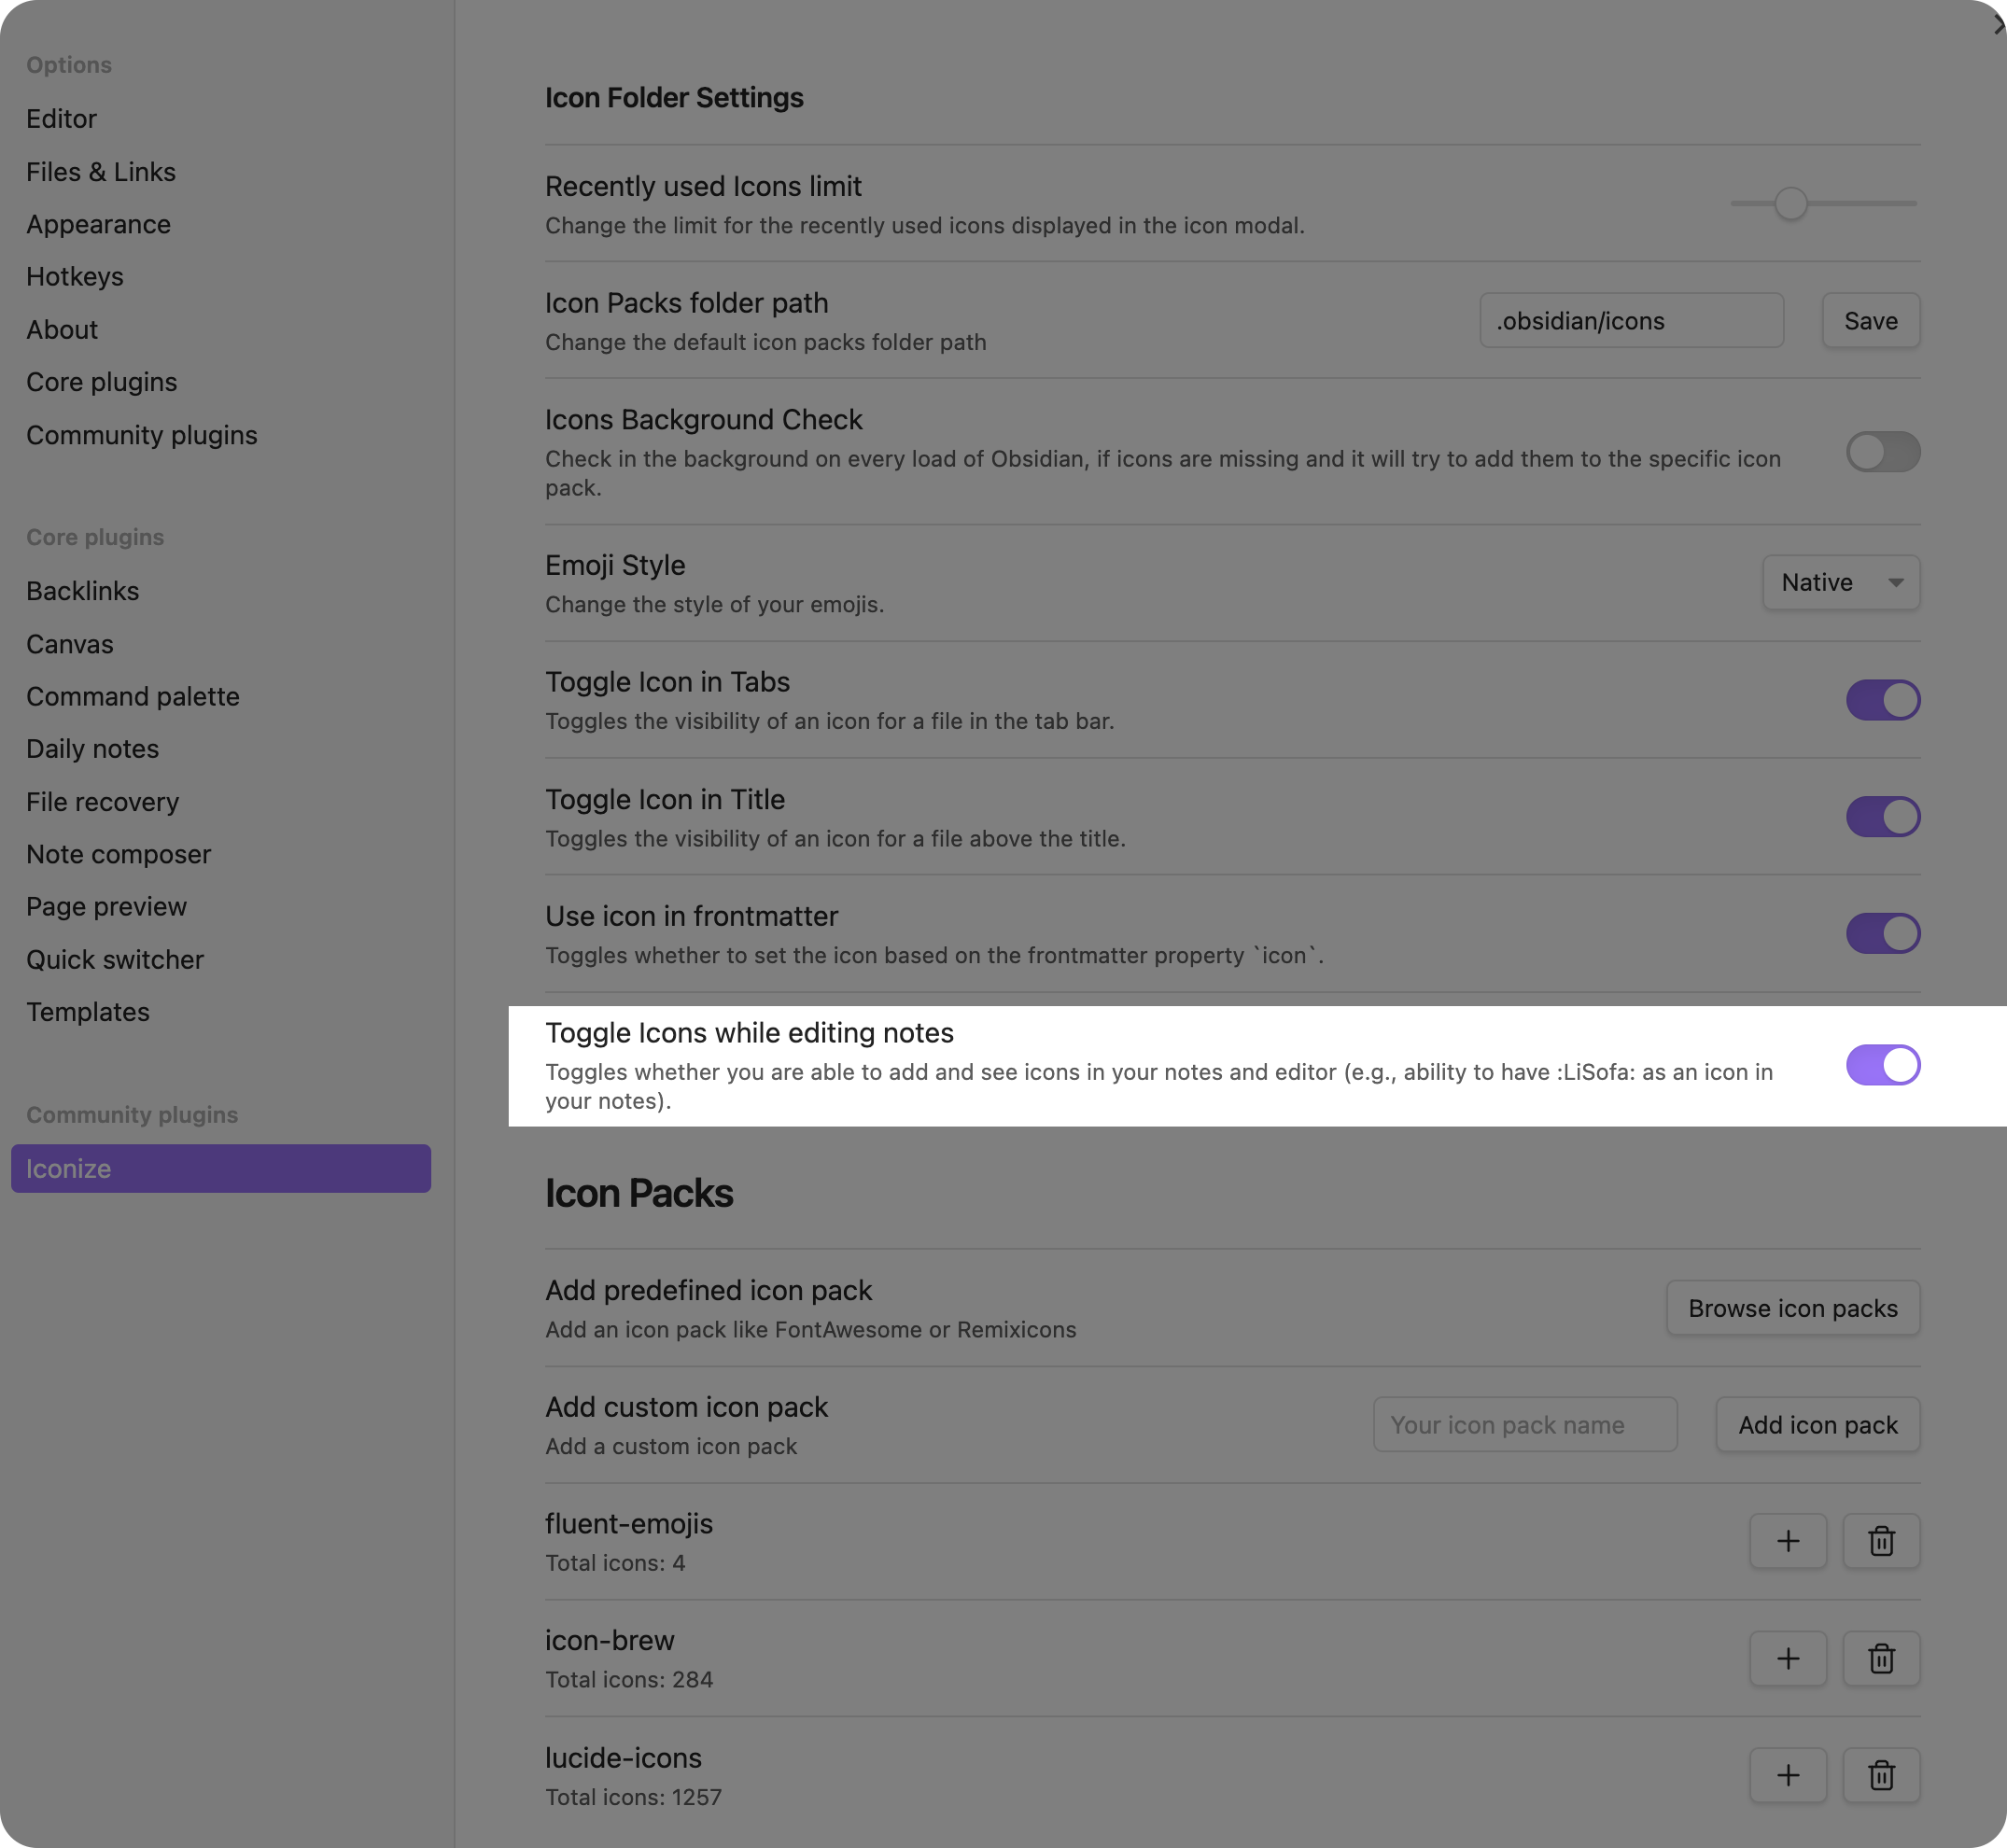 Options
Editor
Files & Links
Appearance
Hotkeys
About
Core plugins
Community plugins
Core plugins
Backlinks
Canvas
Command palette
Daily notes
File recovery
Note composer
Page preview
Quick switcher
Templates
Community plugins
Iconize
Icon Folder Settings
Recently used Icons limit
Change the limit for the recently used icons displayed in the icon modal.
Icon Packs folder path
Change the default icon packs folder path
.obsidian/icons
Save
Icons Background Check
Check in the background on every load of Obsidian, if icons are missing and it will try to add them to the specific icon
pack.
Emoji Style
Change the style of your emojis.
Native
Toggle Icon in Tabs
Toggles the visibility of an icon for a file in the tab bar.
Toggle Icon in Title
Toggles the visibility of an icon for a file above the title.
Use icon in frontmatter
Toggles whether to set the icon based on the frontmatter property `icon`.
Toggle Icons while editing notes
Toggles whether you are able to add and see icons in your notes and editor (e.g., ability to have :LiSofa: as an icon in
your notes).
Icon Packs
Add predefined icon pack
Add an icon pack like FontAwesome or Remixicons
Browse icon packs
Add custom icon pack
Add a custom icon pack
Your icon pack name
Add icon pack
fluent-emojis
Total icons: 4
icon-brew
Total icons: 284
lucide-icons
Total icons: 1257